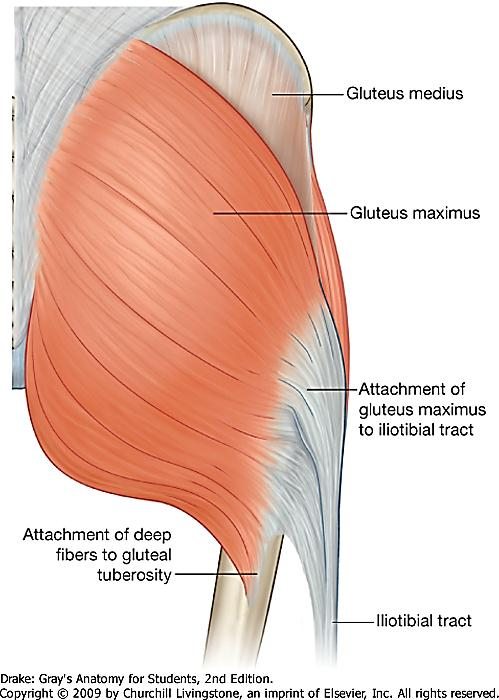 Gluteus medius
Gluteus maximus
Attachment of
gluteus maximus
to iliotibial tract
Attachment of deep
fibers to gluteal
tuberosity
Iliotibial tract
Drake: Gray's Anatomy for Students, 2nd Edition.
Copyright © 2009 by Churchill Livingstone, an imprint of Elsevier, Inc. All rights reserved.